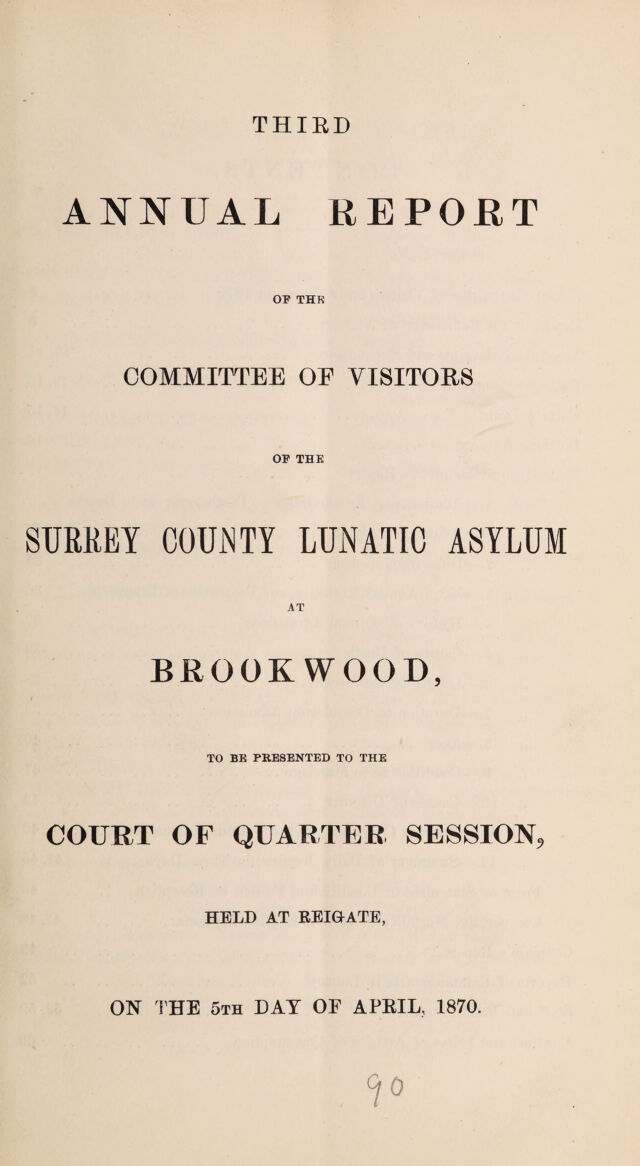 THIRD
ANNUAL REPORT
OF THE
COMMITTEE OF VISITORS
OF THE
SURREY COUNTY LUNATIC ASYLUM
AT
BROOKWOOD,
TO BE PRESENTED TO THE
COURT OF QUARTER SESSION,
HELD AT REIGATE,
ON THE 5TH DAY OF APRIL, 1870.
90